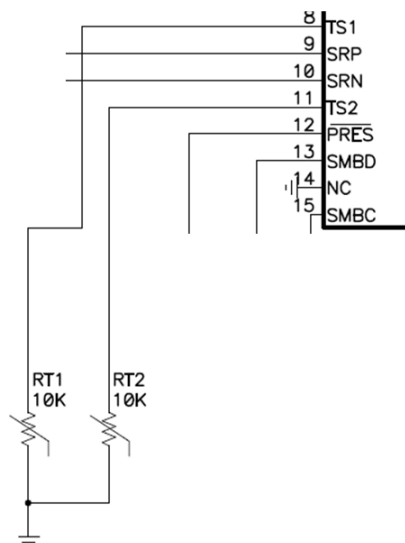 8 TS1
9 SRP
10 SRN
11 TS2
12 PRES
13 SMBD
14 NC
15 SMBC
RT1 RT2
10K 10K